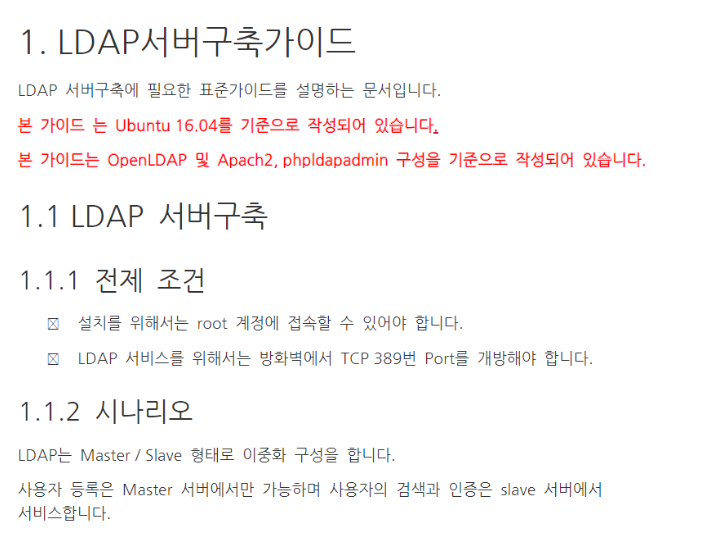 1. LDAP서버구축가이드
LDAP 서버구축에 필요한 표준가이드를 설명하는 문서입니다.
본 가이드 는 Ubuntu 16.04를 기준으로 작성되어 있습니다.
본 가이드는 OpenLDAP 및 Apach2, phpldapadmin 구성을 기준으로 작성되어 있습니다.
1.1 LDAP 서버구축
1.1.1 전제 조건
설치를 위해서는 root 계정에 접속할 수 있어야 합니다.
LDAP 서비스를 위해서는 방화벽에서 TCP 389번 Port를 개방해야 합니다.
1.1.2 시나리오
LDAP는 Master / Slave 형태로 이중화 구성을 합니다.
사용자 등록은 Master 서버에서만 가능하며 사용자의 검색과 인증은 slave 서버에서
서비스합니다.